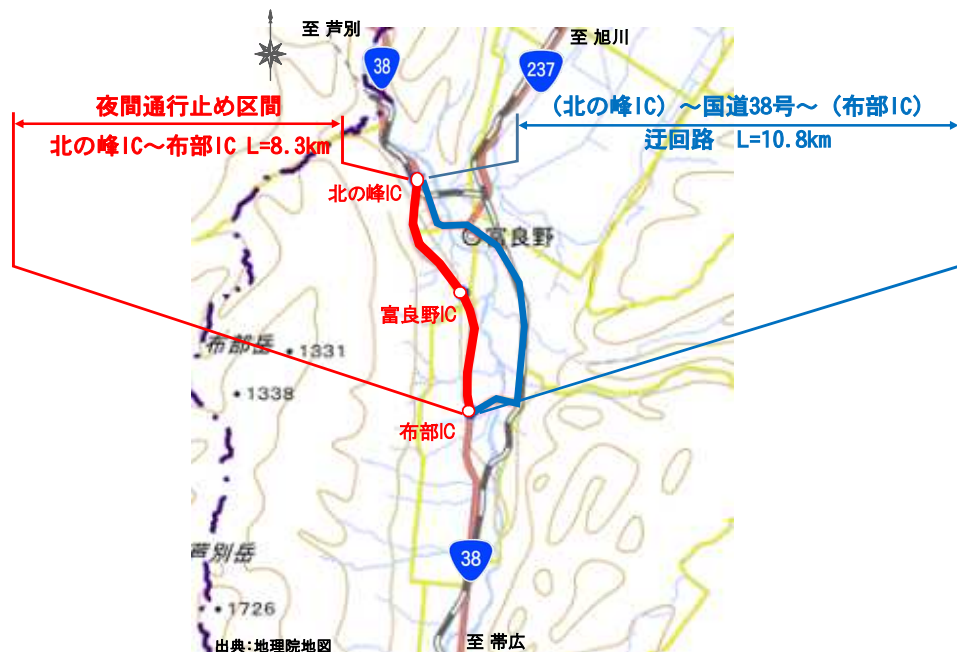 至 芦別
至 旭川
38
237
夜間通行止め区間
北の峰IC～布部IC L=8.3km
(北の峰IC)～国道38号～(布部IC)
迂回路 L=10.8km
北の峰IC
富良野
富良野IC
布部岳
・1331
・1338
布部IC
芦別岳
38
・1726
出典:地理院地図
至 帯広